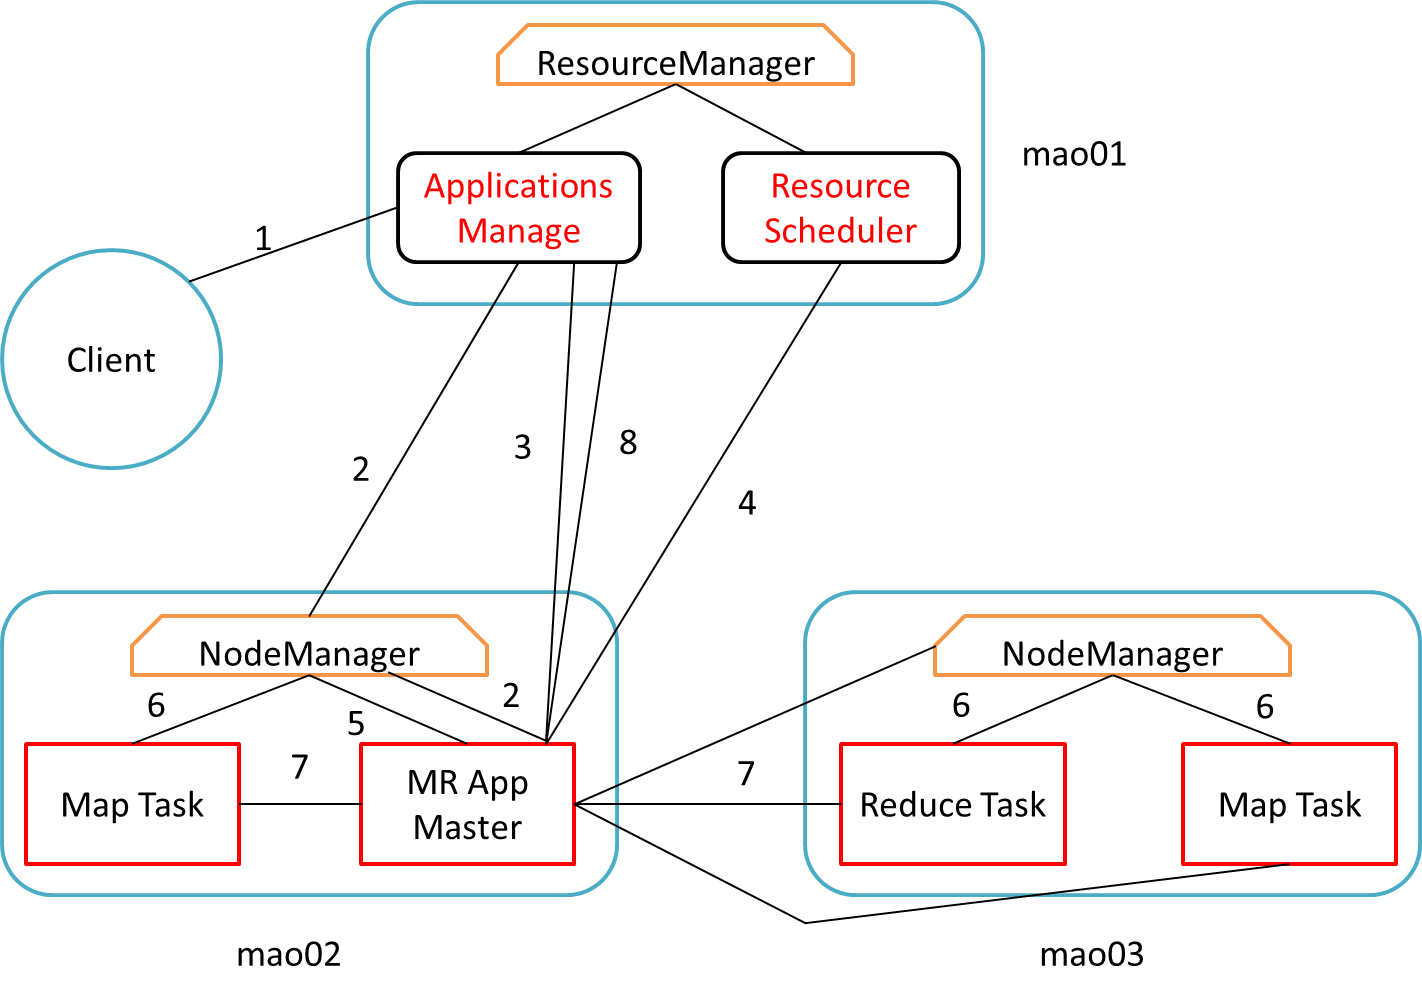 ResourceManager
mao01
Applications
Manage
Resource
Scheduler
1
Client
2
3
8
4
NodeManager
NodeManager
6
5
2
6
6
7
7
Map Task
MR App
Master
Reduce Task
Map Task
mao02
mao03